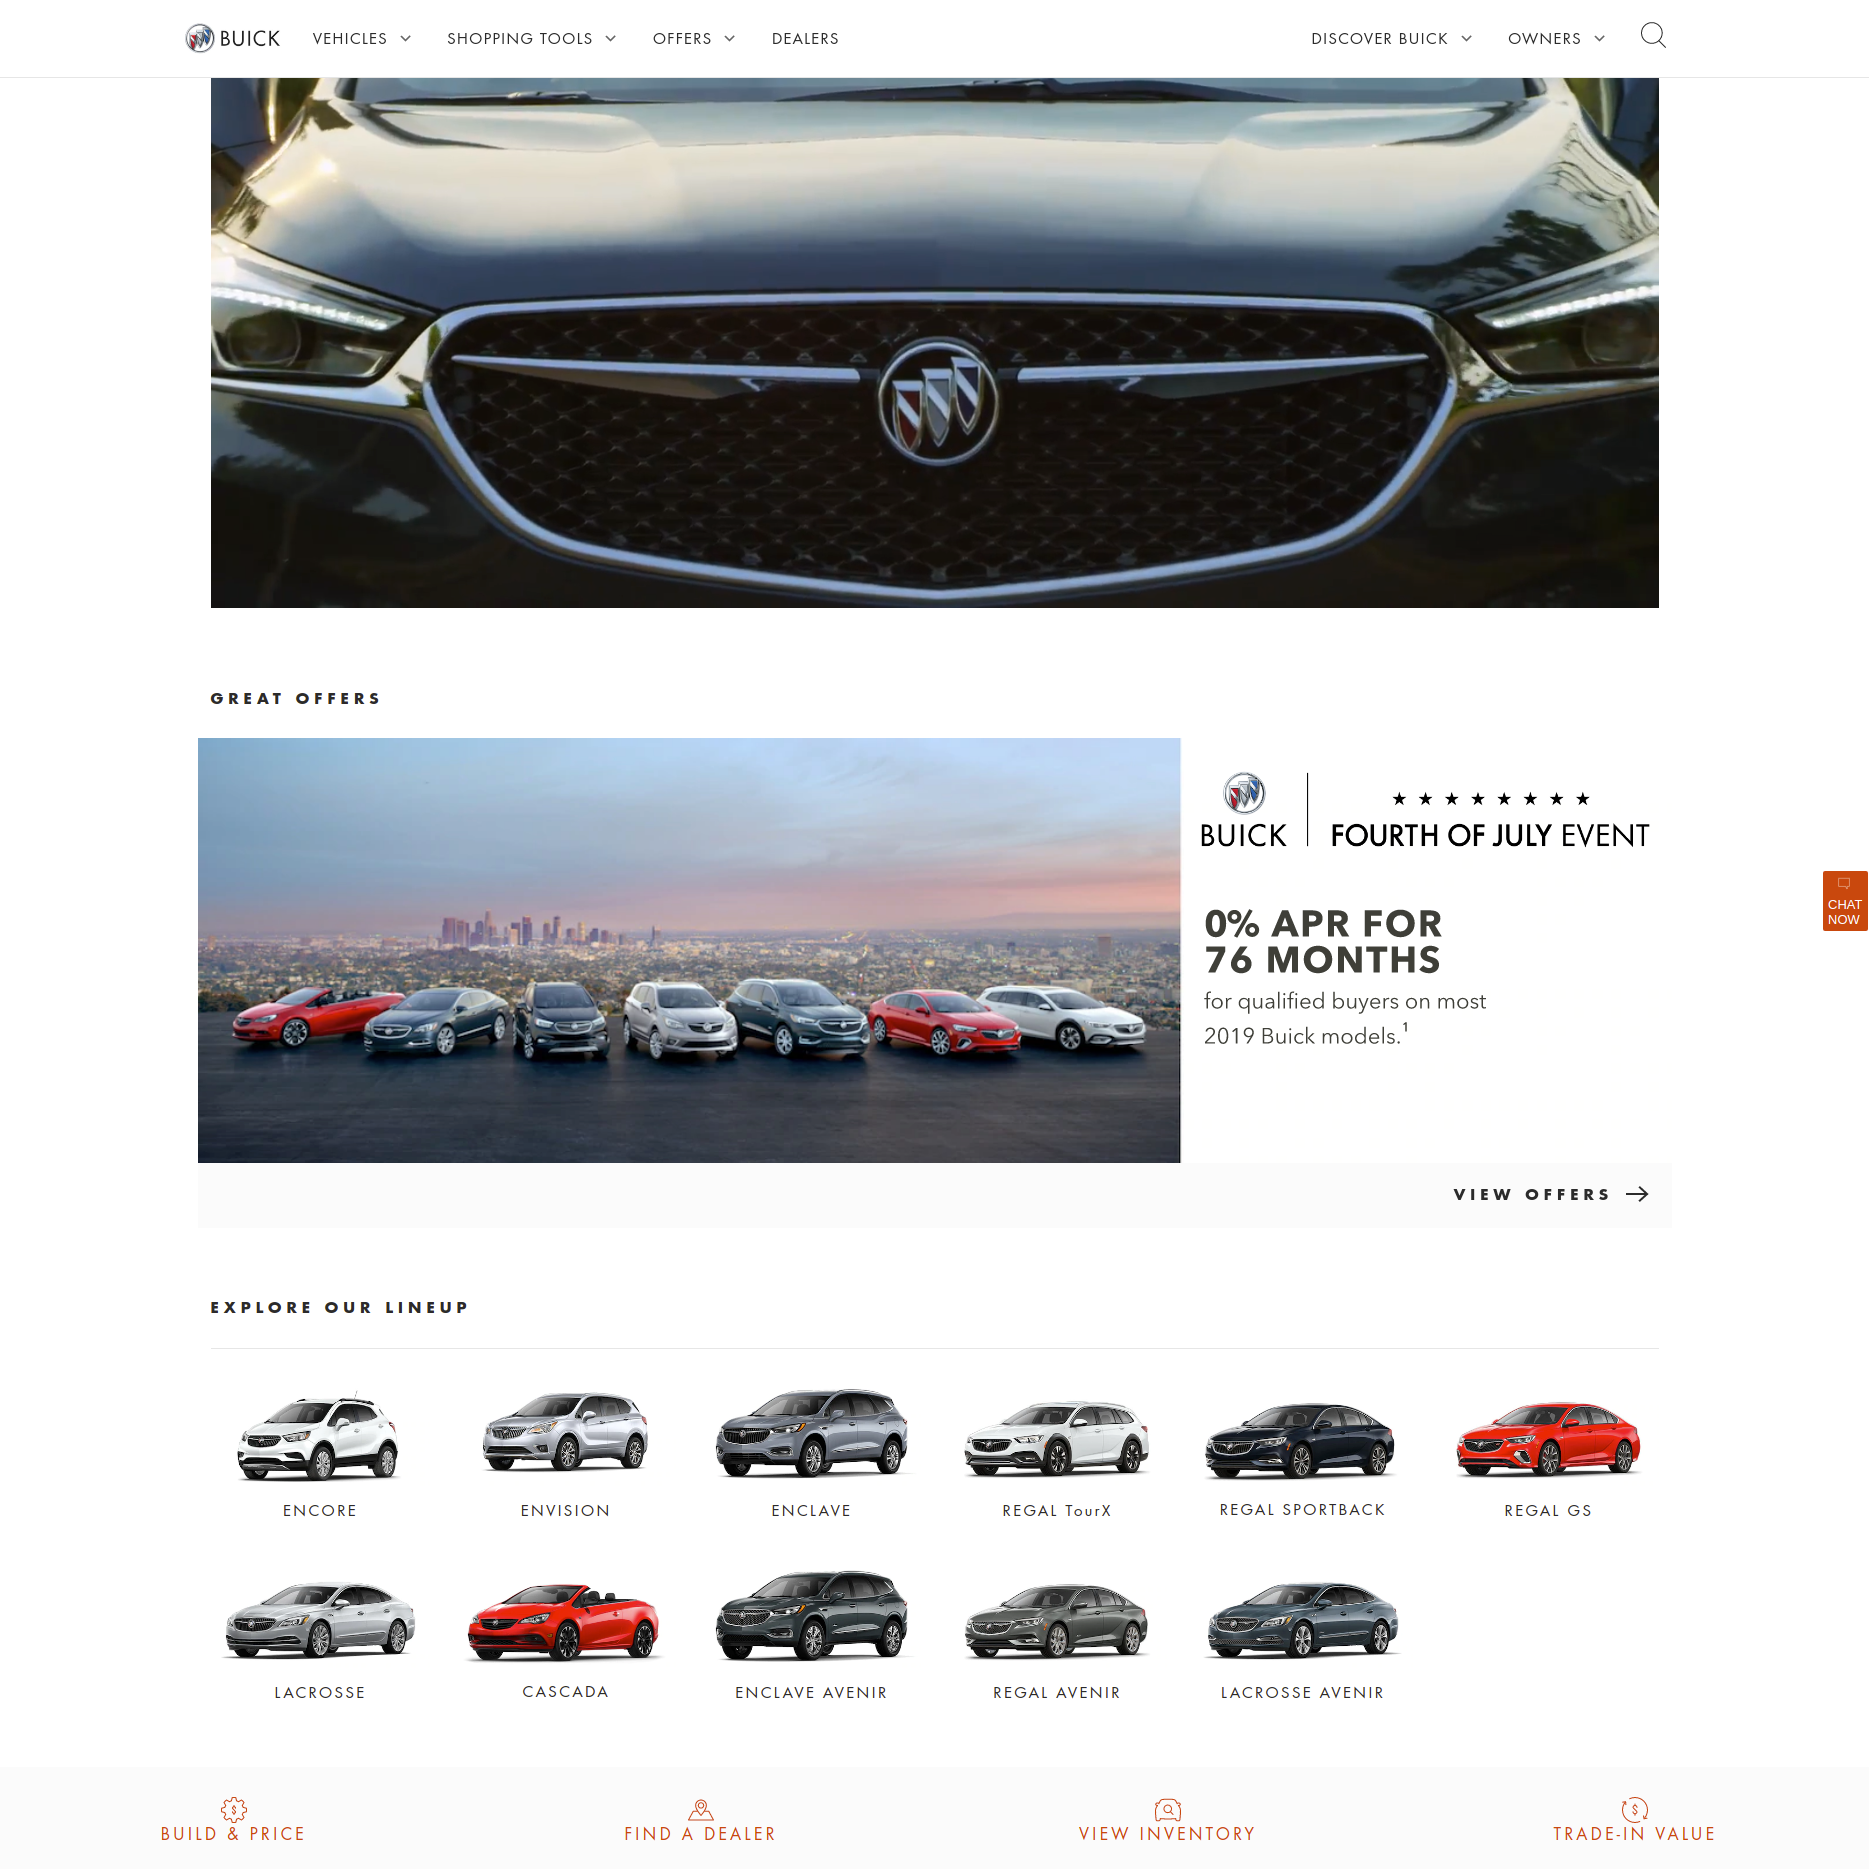 BUICK
VEHICLES
SHOPPING TOOLS
OFFERS
DEALERS
DISCOVER BUICK
OWNERS
GREAT OFFERS
BUICK
FOURTH OF JULY EVENT
0% APR FOR
76 MONTHS
for qualified buyers on most
2019 Buick models.¹
CHAT
NOW
VIEW OFFERS
EXPLORE OUR LINEUP
ENCORE
ENVISION
ENCLAVE
REGAL TourX
REGAL SPORTBACK
REGAL GS
LACROSSE
CASCADA
ENCLAVE AVENIR
REGAL AVENIR
LACROSSE AVENIR
BUILD & PRICE
FIND A DEALER
VIEW INVENTORY
TRADE-IN VALUE